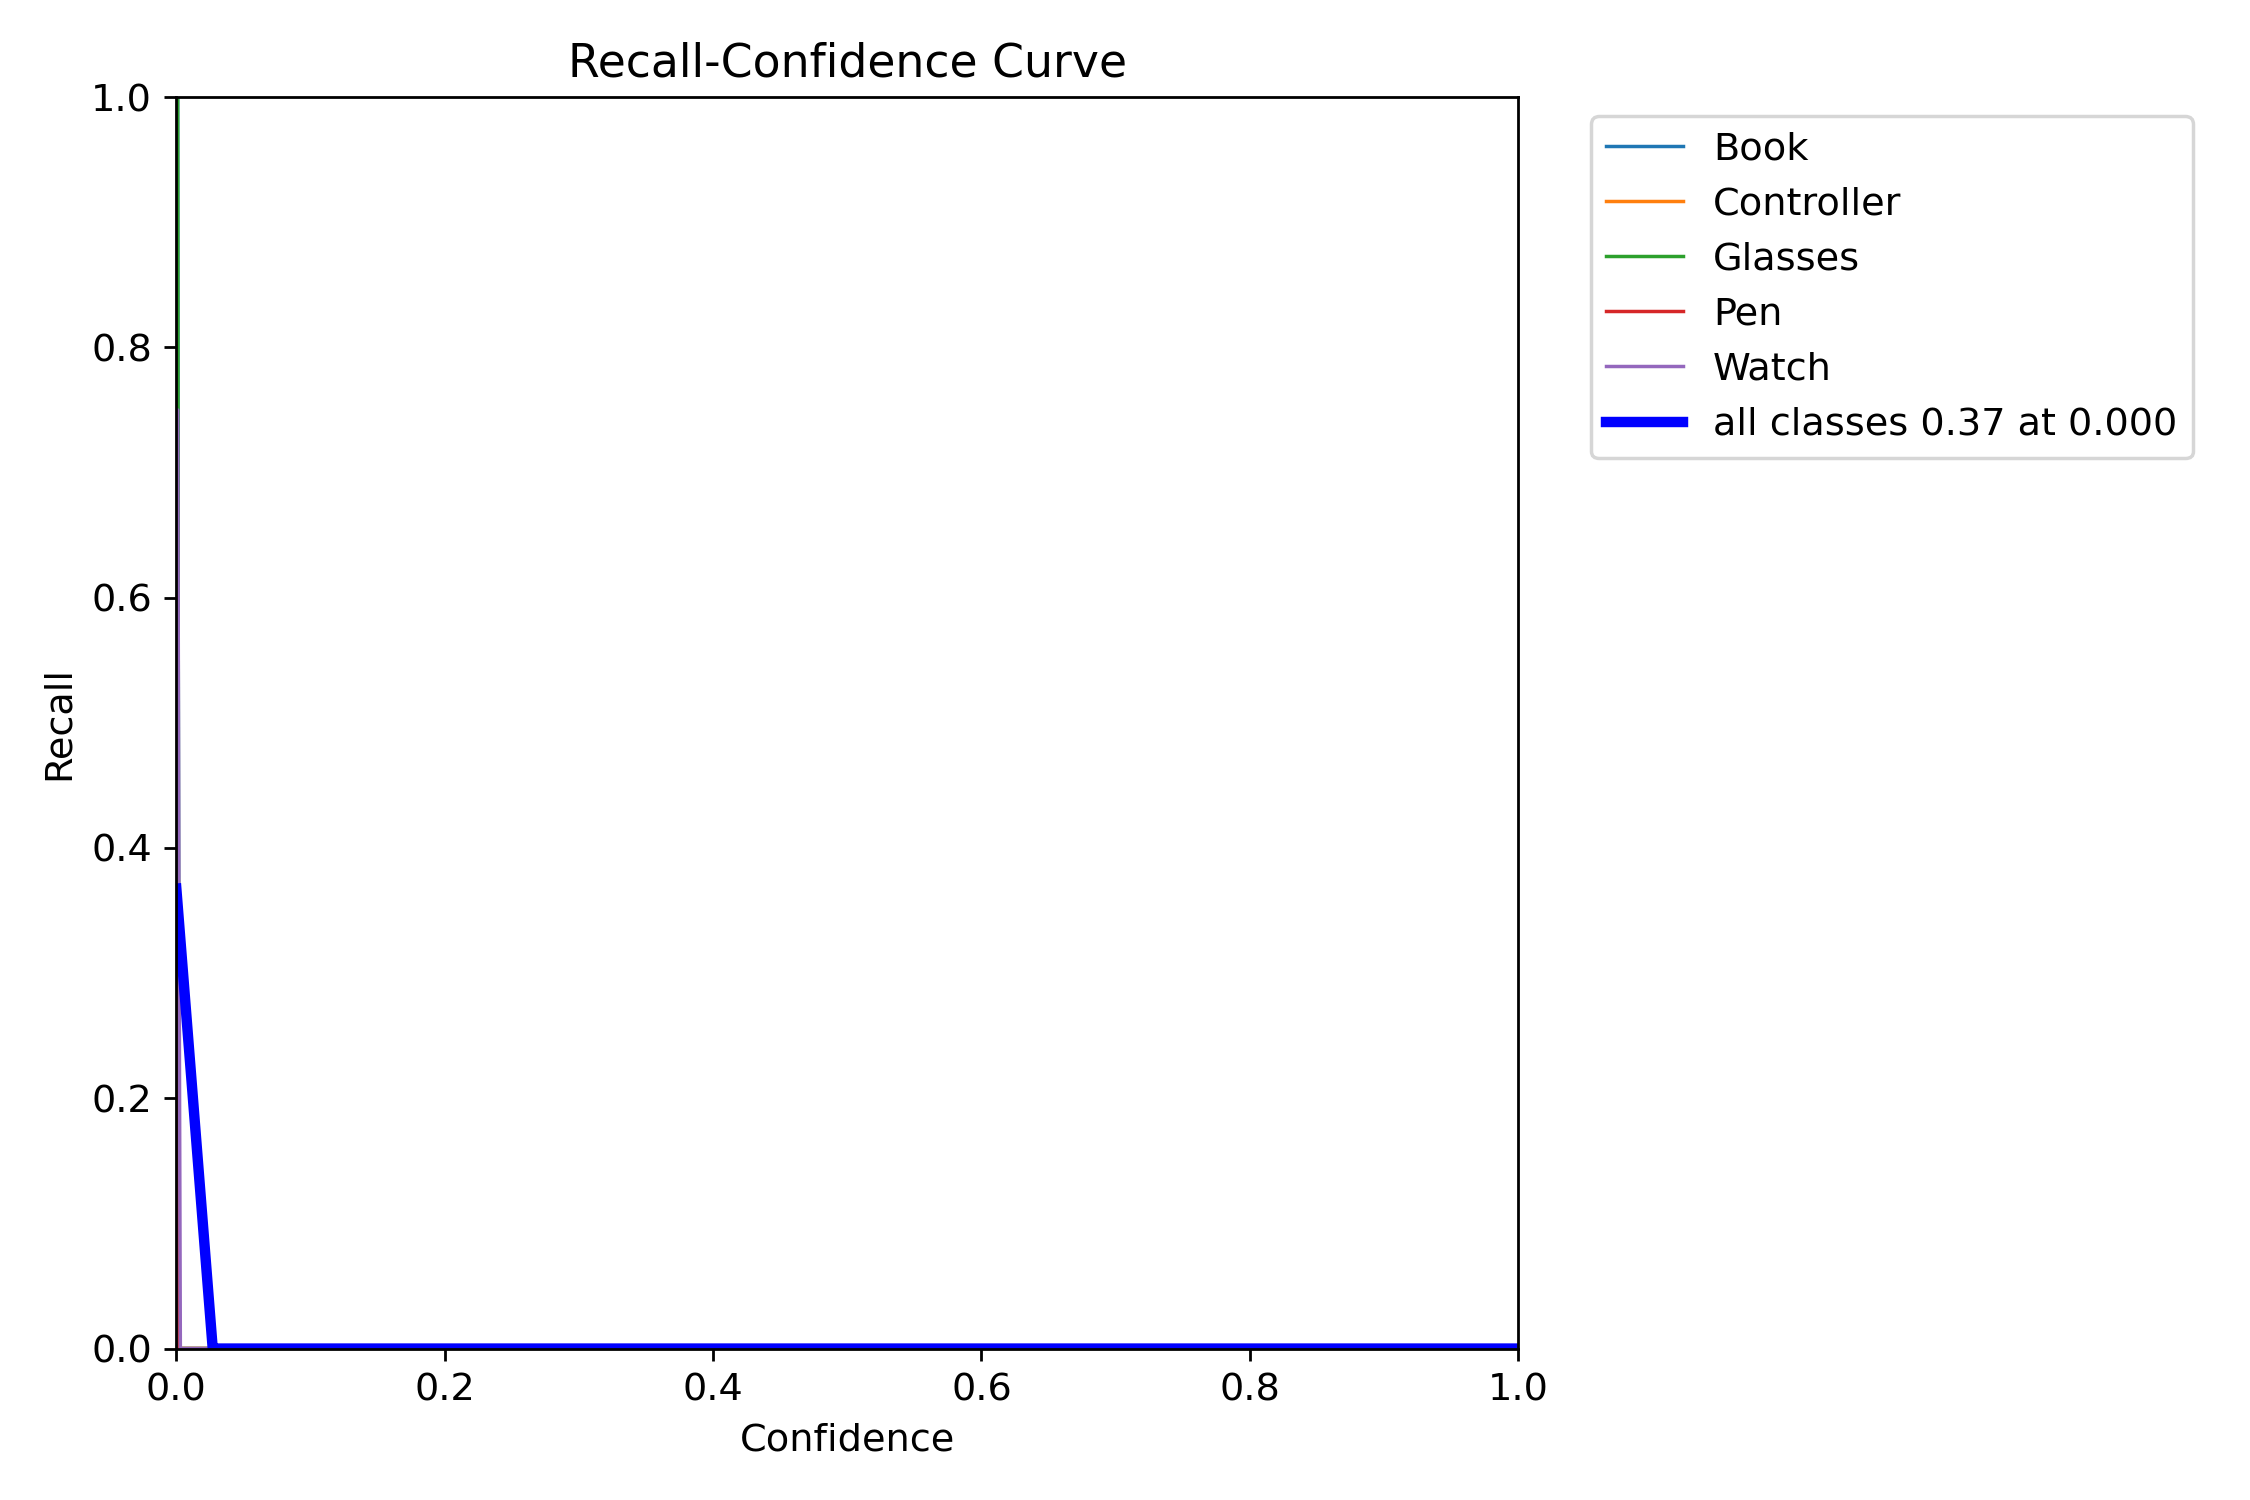 Recall-Confidence Curve
1.0
0.8
0.6
0.4
0.2
0.0
Recall
0.0 0.2 0.4 0.6 0.8 1.0
Confidence
Book
Controller
Glasses
Pen
Watch
all classes 0.37 at 0.000